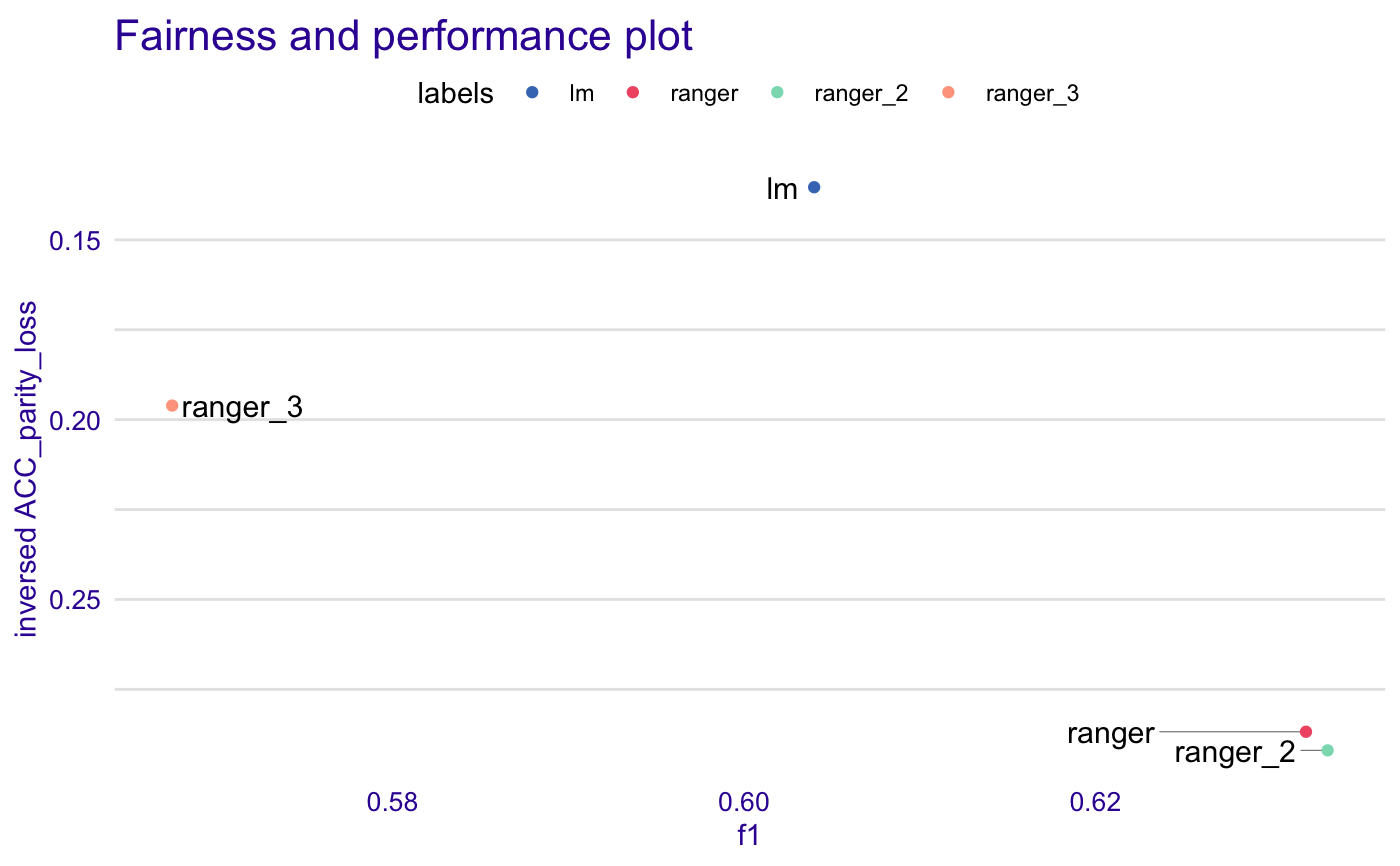 Fairness and performance plot
labels lm ranger ranger_2 ranger_3
lm
0.15
inversed ACC_parity_loss
ranger_3
0.20
0.25
ranger
ranger_2
0.58 0.60 0.62
f1